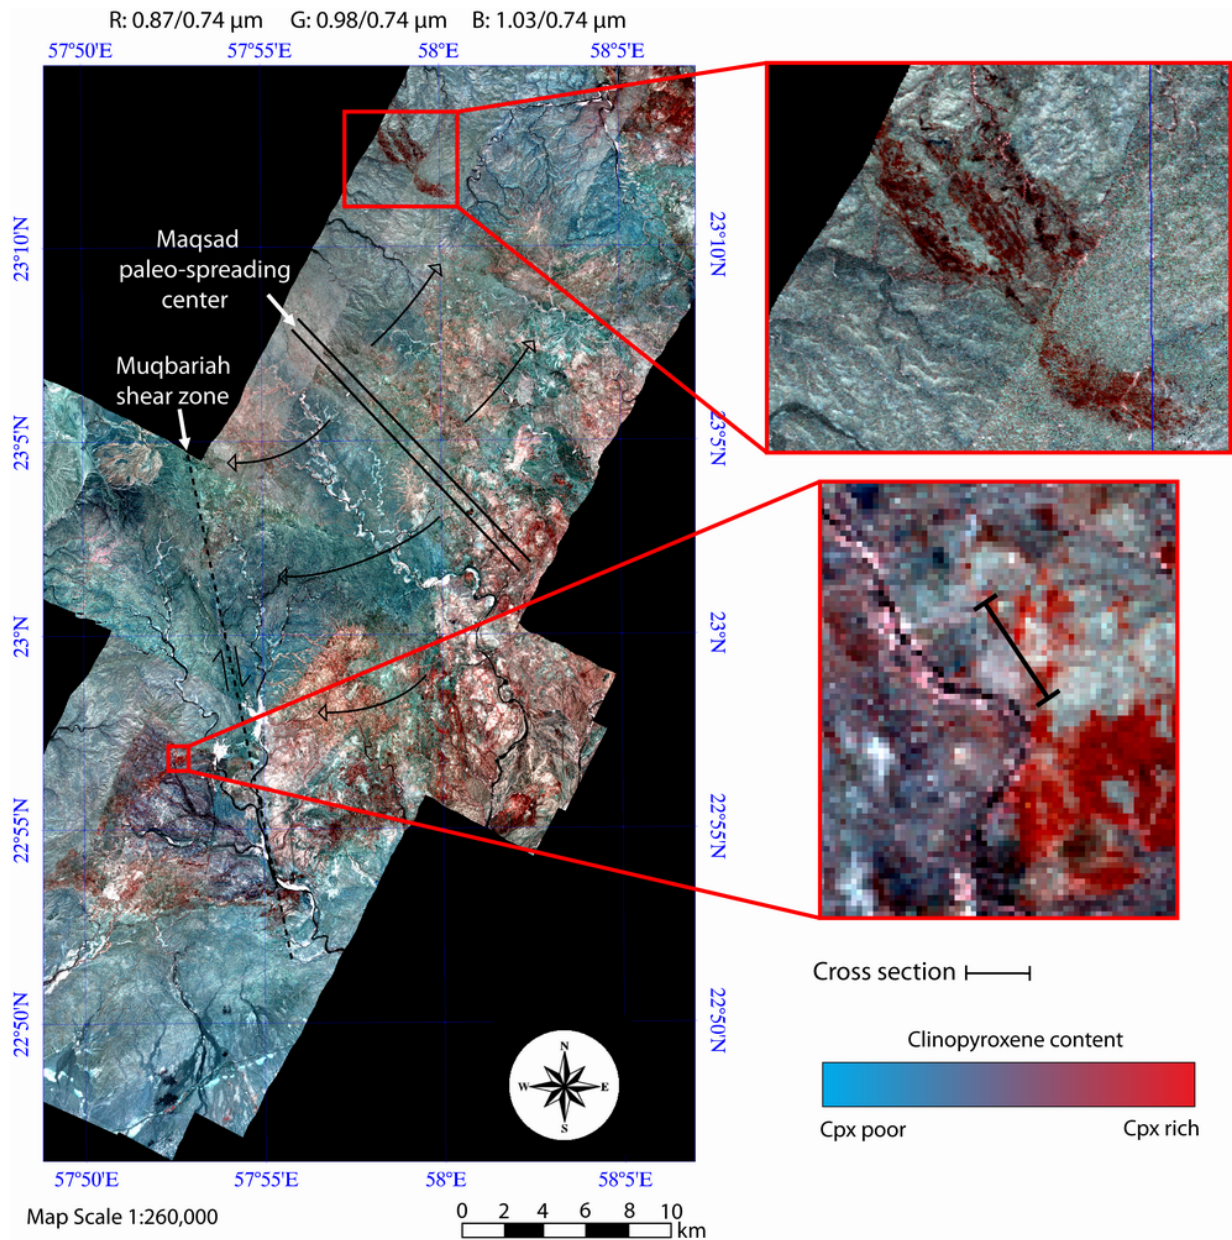 R: 0.87/0.74 µm G: 0.98/0.74 µm B: 1.03/0.74 µm
57°50'E 57°55'E 58°E 58°5'E
23°10'N
23°10'N
Maqsad
paleo-spreading
center
Muqbariah
shear zone
23°5'N
23°5'N
23°N
23°N
22°55'N
22°55'N
22°50'N
22°50'N
Cross section
Clinopyroxene content
Cpx poor Cpx rich
N
W E
S
57°50'E 57°55'E 58°E 58°5'E
Map Scale 1:260,000
0 2 4 6 8 10
km